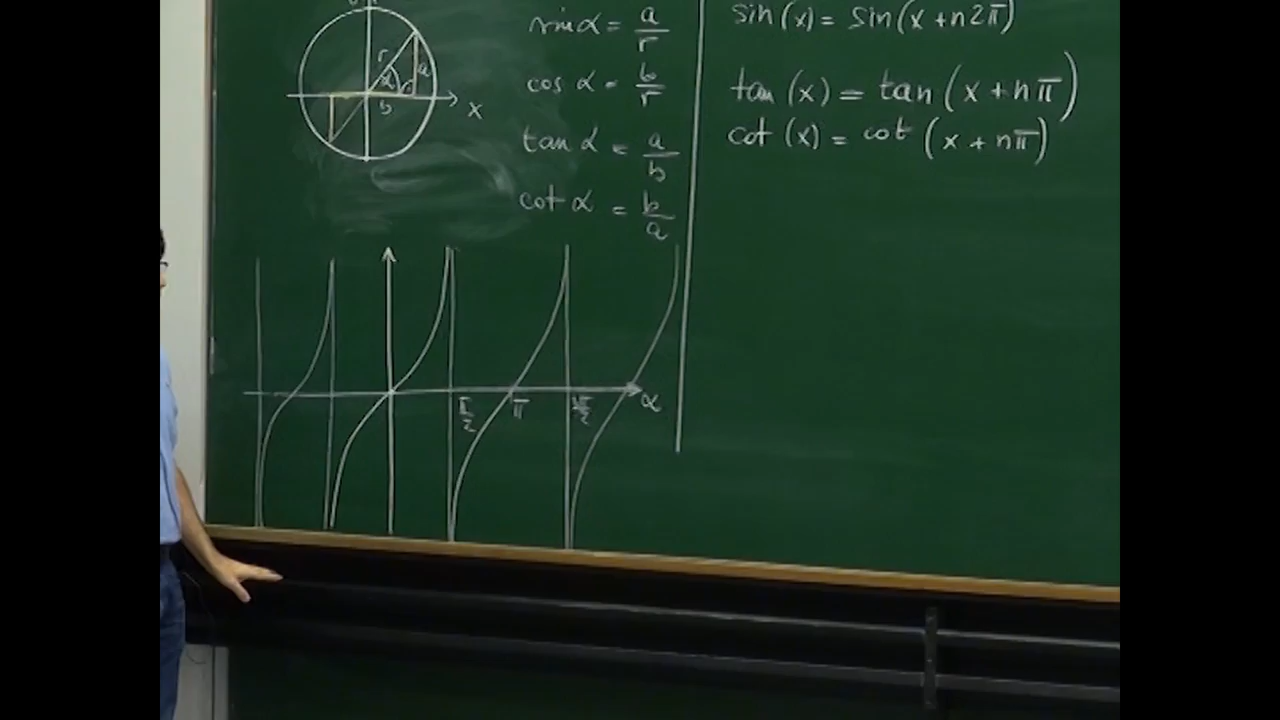 r
a
α
b
x
sin α = a/r
cos α = b/r
tan α = a/b
cot α = b/a
sin (x) = sin (x + n2π)
tan (x) = tan (x + nπ)
cot (x) = cot (x + nπ)
π/2 π 3π/2 α